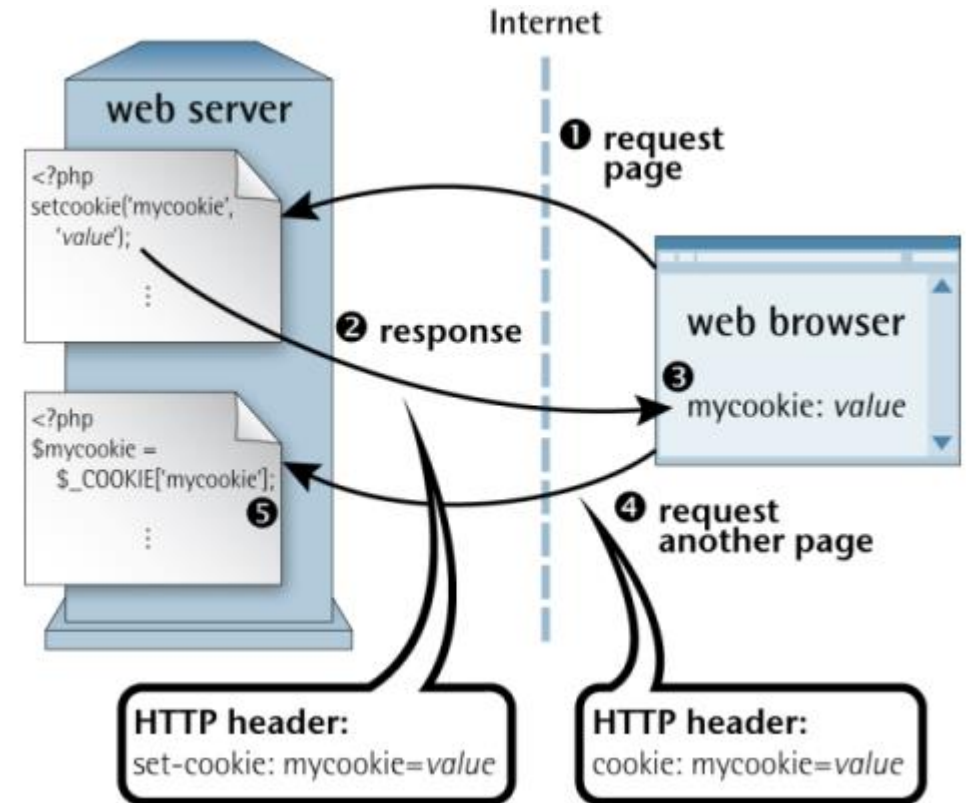 Internet
web server
❶ request
page
<?php
setcookie('mycookie',
'value');
⋮
❷ response
web browser
❸
mycookie: value
<?php
$mycookie =
$_COOKIE['mycookie'];
❺
⋮
❹ request
another page
HTTP header:
set-cookie: mycookie=value
HTTP header:
cookie: mycookie=value